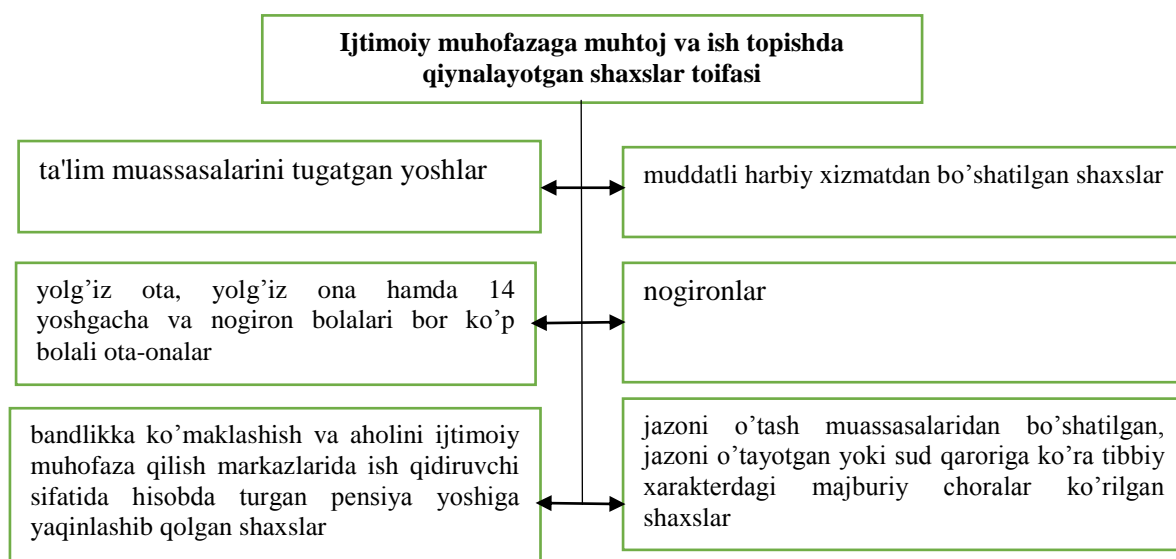 Ijtimoiy muhofazaga muhtoj va ish topishda
qiynalayotgan shaxslar toifasi
ta'lim muassasalarini tugatgan yoshlar
muddatli harbiy xizmatdan bo’shatilgan shaxslar
yolg’iz ota, yolg’iz ona hamda 14
yoshgacha va nogiron bolalari bor ko’p
bolali ota-onalar
nogironlar
bandlikka ko’maklashish va aholini ijtimoiy
muhofaza qilish markazlarida ish qidiruvchi
sifatida hisobda turgan pensiya yoshiga
yaqinlashib qolgan shaxslar
jazoni o’tash muassasalaridan bo’shatilgan,
jazoni o’tayotgan yoki sud qaroriga ko’ra tibbiy
xarakterdagi majburiy choralar ko’rilgan
shaxslar